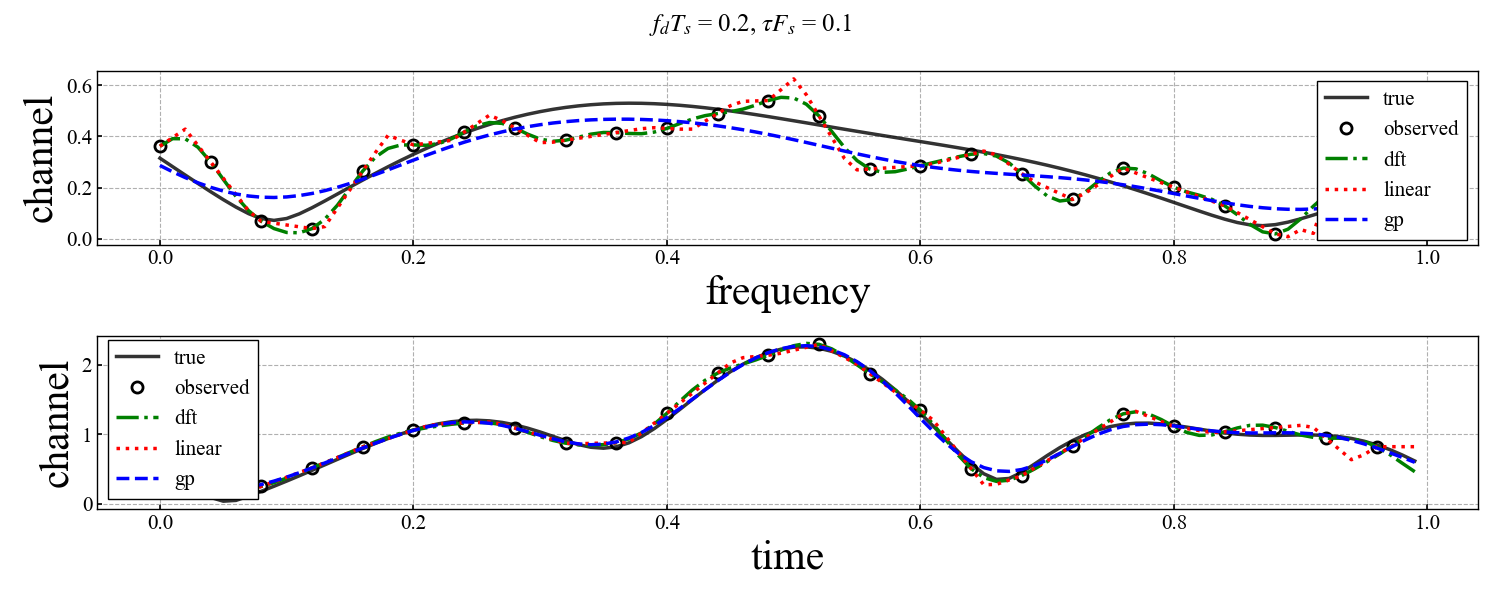 f_dT_s = 0.2, τF_s = 0.1
channel
0.6
0.4
0.2
0.0
true
observed
dft
linear
gp
0.0 0.2 0.4 0.6 0.8 1.0
frequency
channel
2
1
0
true
observed
dft
linear
gp
0.0 0.2 0.4 0.6 0.8 1.0
time